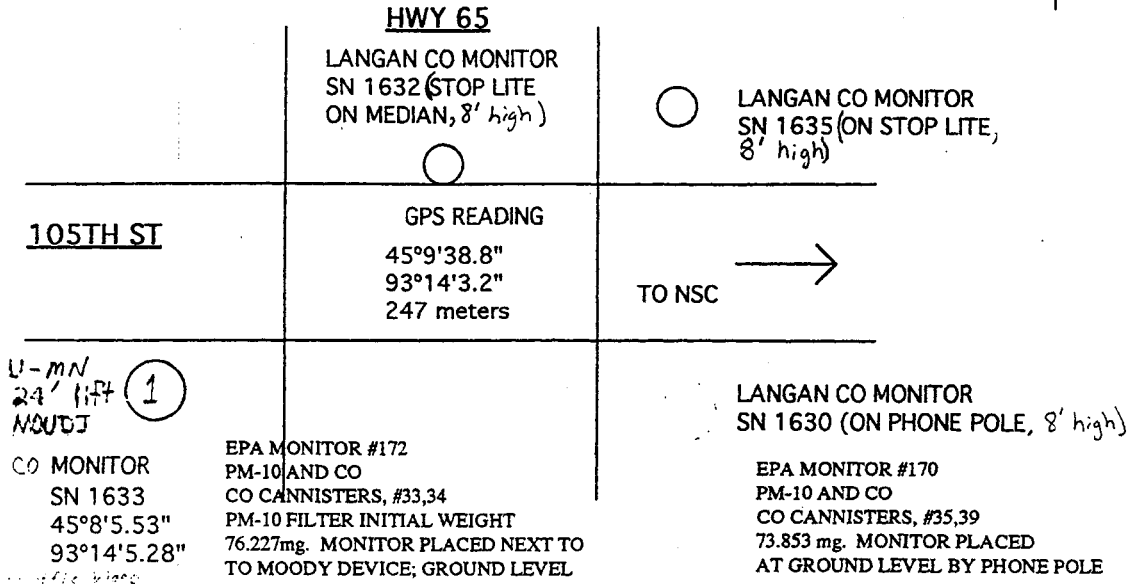 HWY 65
LANGAN CO MONITOR
SN 1632 (STOP LITE
ON MEDIAN, 8' high)
LANGAN CO MONITOR
SN 1635 (ON STOP LITE,
8' high)
105TH ST
GPS READING
45°9'38.8"
93°14'3.2"
247 meters
TO NSC
U-MN
24' lift
MOUDI
1
CO MONITOR
SN 1633
45°8'5.53"
93°14'5.28"
EPA MONITOR #172
PM-10 AND CO
CO CANNISTERS, #33,34
PM-10 FILTER INITIAL WEIGHT
76.227mg. MONITOR PLACED NEXT TO
TO MOODY DEVICE; GROUND LEVEL
LANGAN CO MONITOR
SN 1630 (ON PHONE POLE, 8' high)
EPA MONITOR #170
PM-10 AND CO
CO CANNISTERS, #35,39
73.853 mg. MONITOR PLACED
AT GROUND LEVEL BY PHONE POLE